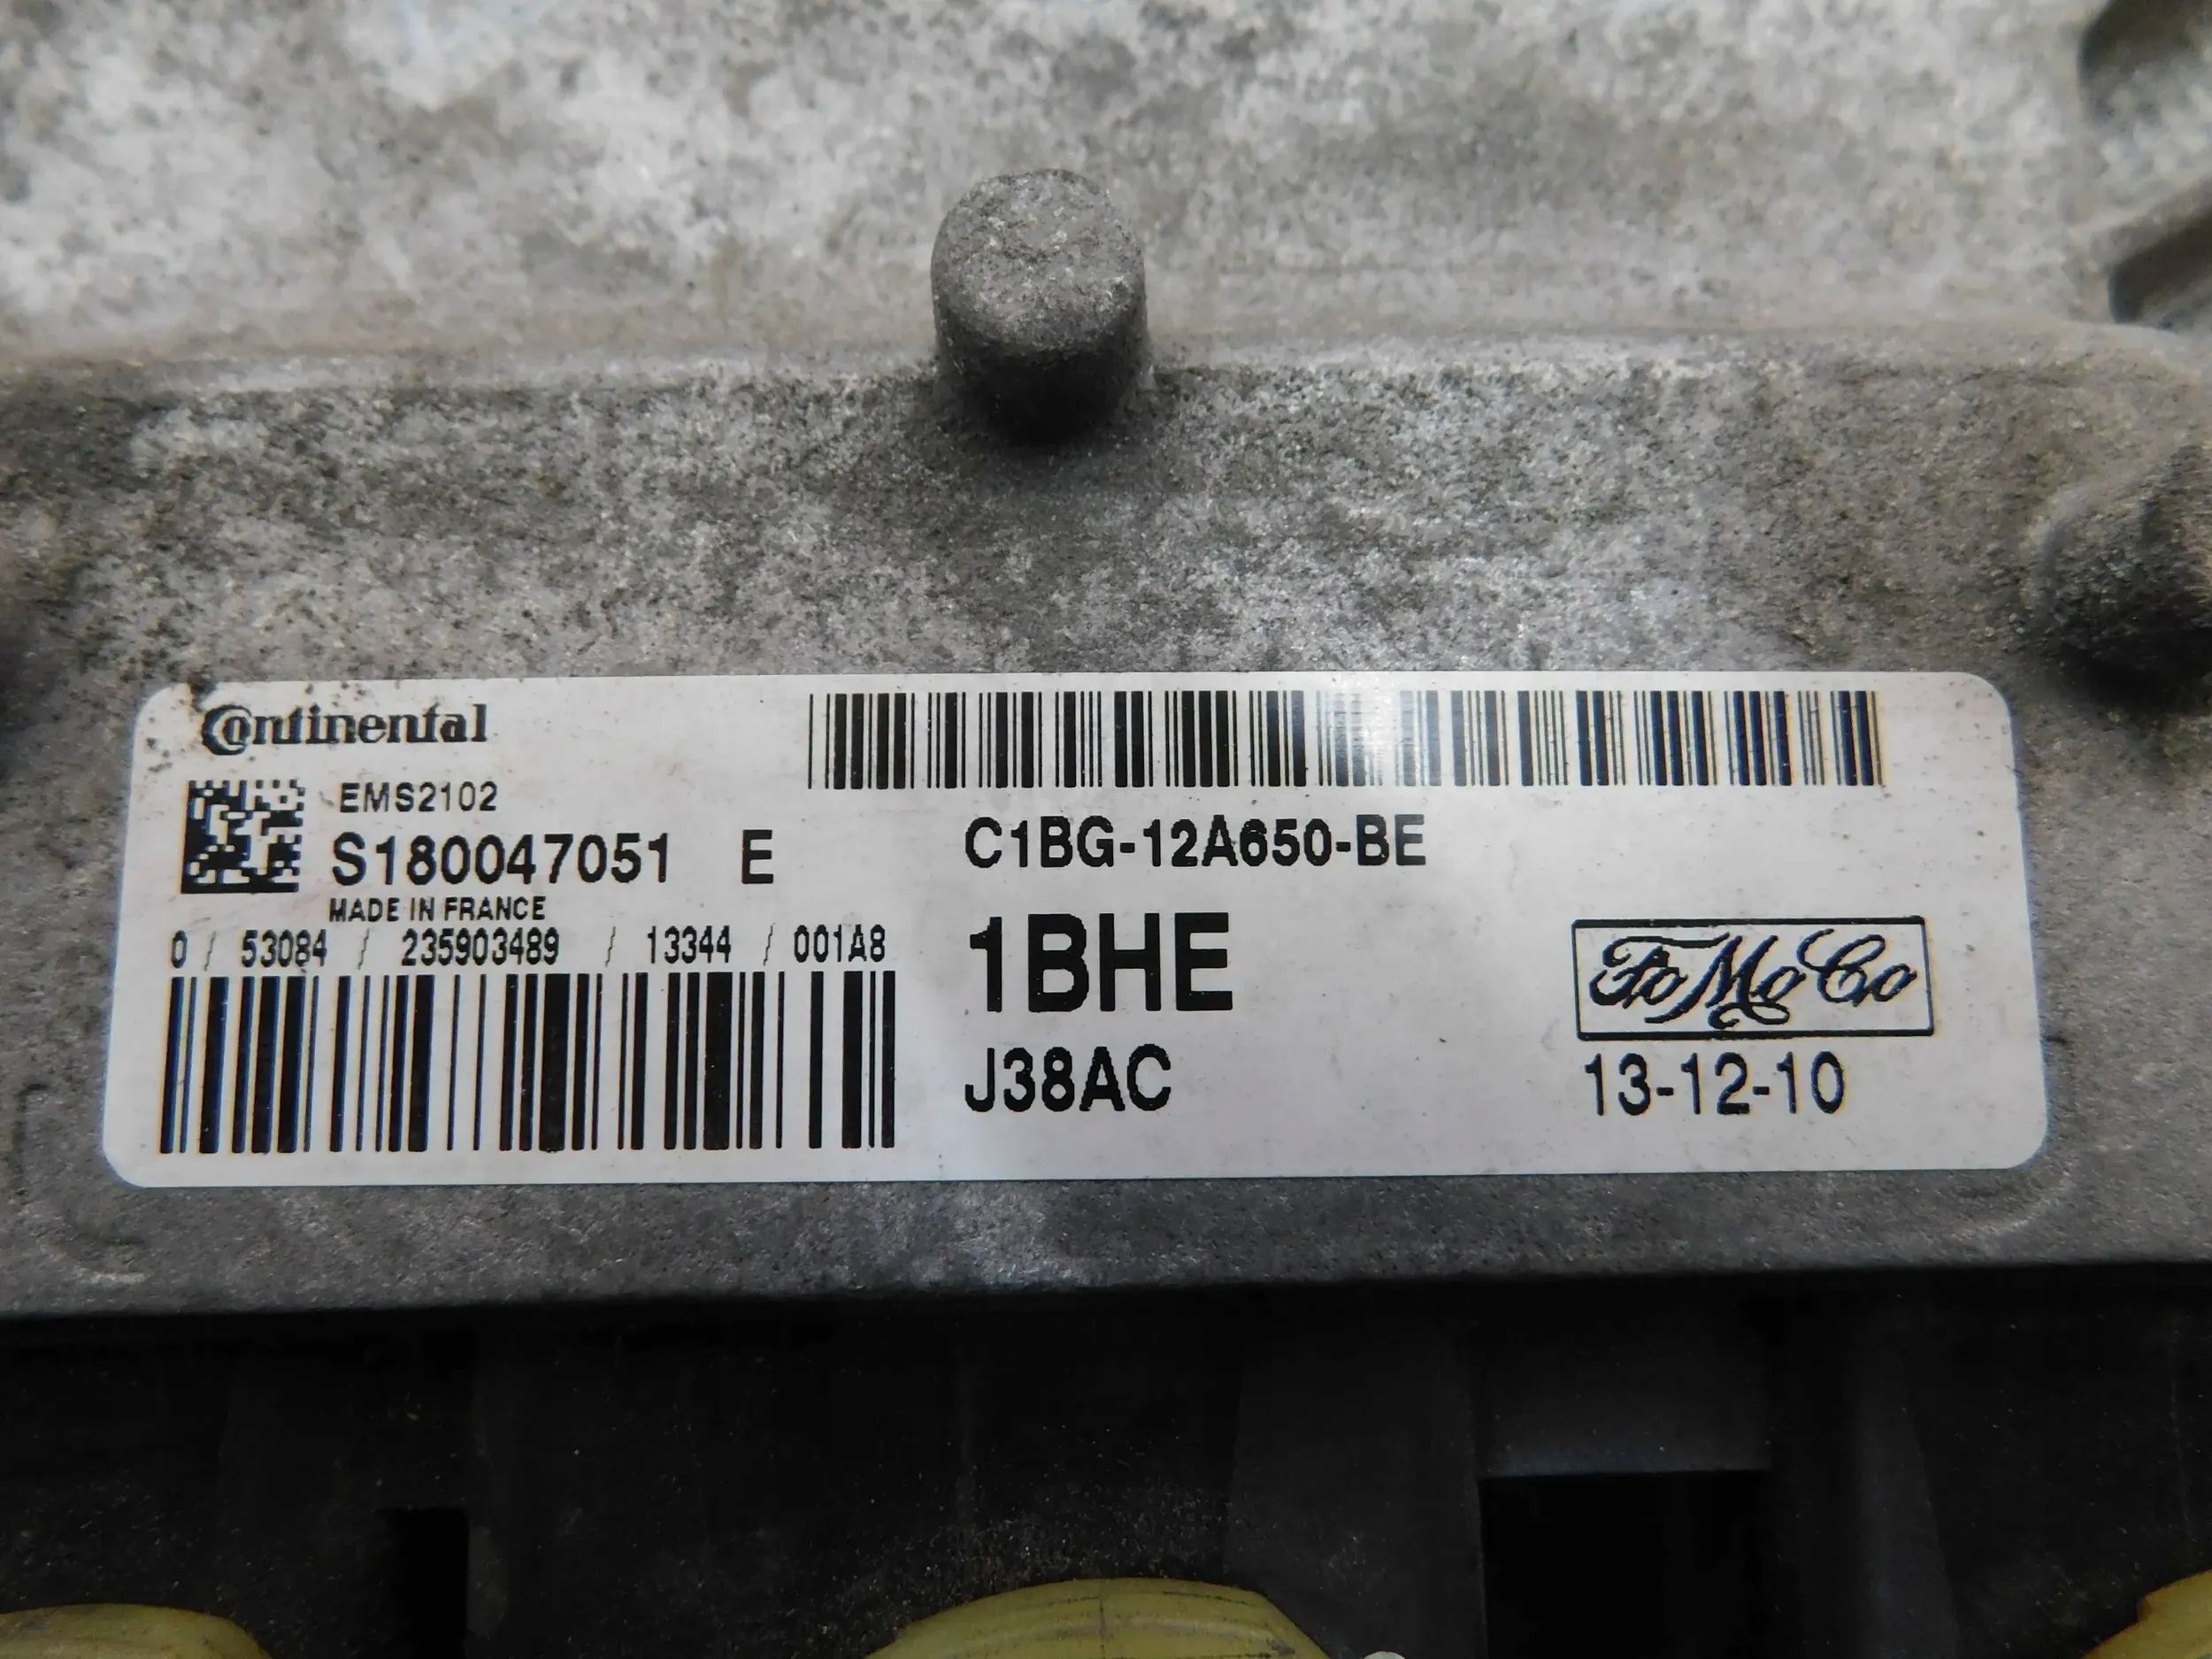 Continental
EMS2102
S180047051 E
MADE IN FRANCE
0 / 53084 / 235903489 / 13344 / 001A8
C1BG-12A650-BE
1BHE
J38AC
FoMoCo
13-12-10